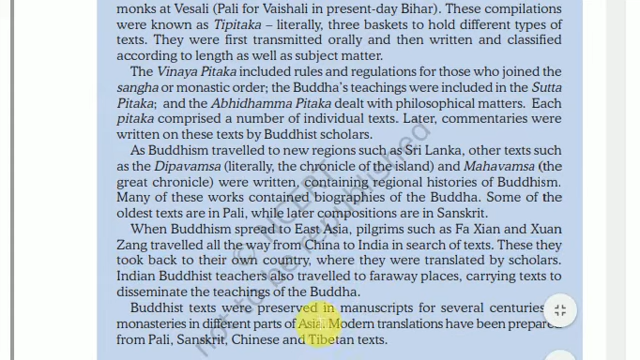 monks at Vesali (Pali for Vaishali in present-day Bihar). These compilations
were known as Tipitaka – literally, three baskets to hold different types of
texts. They were first transmitted orally and then written and classified
according to length as well as subject matter.
The Vinaya Pitaka included rules and regulations for those who joined the
sangha or monastic order; the Buddha's teachings were included in the Sutta
Pitaka; and the Abhidhamma Pitaka dealt with philosophical matters. Each
pitaka comprised a number of individual texts. Later, commentaries were
written on these texts by Buddhist scholars.
As Buddhism travelled to new regions such as Sri Lanka, other texts such
as the Dipavamsa (literally, the chronicle of the island) and Mahavamsa (the
great chronicle) were written, containing regional histories of Buddhism.
Many of these works contained biographies of the Buddha. Some of the
oldest texts are in Pali, while later compositions are in Sanskrit.
When Buddhism spread to East Asia, pilgrims such as Fa Xian and Xuan
Zang travelled all the way from China to India in search of texts. These they
took back to their own country, where they were translated by scholars.
Indian Buddhist teachers also travelled to faraway places, carrying texts to
disseminate the teachings of the Buddha.
Buddhist texts were preserved in manuscripts for several centuries
monasteries in different parts of Asia. Modern translations have been prepared
from Pali, Sanskrit, Chinese and Tibetan texts.
© NCERT
not to be republished